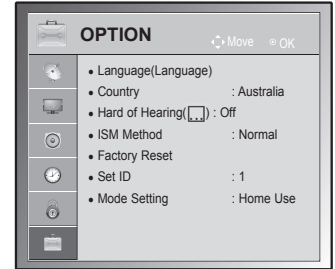 OPTION
Move OK
Language(Language)
Country : Australia
Hard of Hearing( ) : Off
ISM Method : Normal
Factory Reset
Set ID : 1
Mode Setting : Home Use